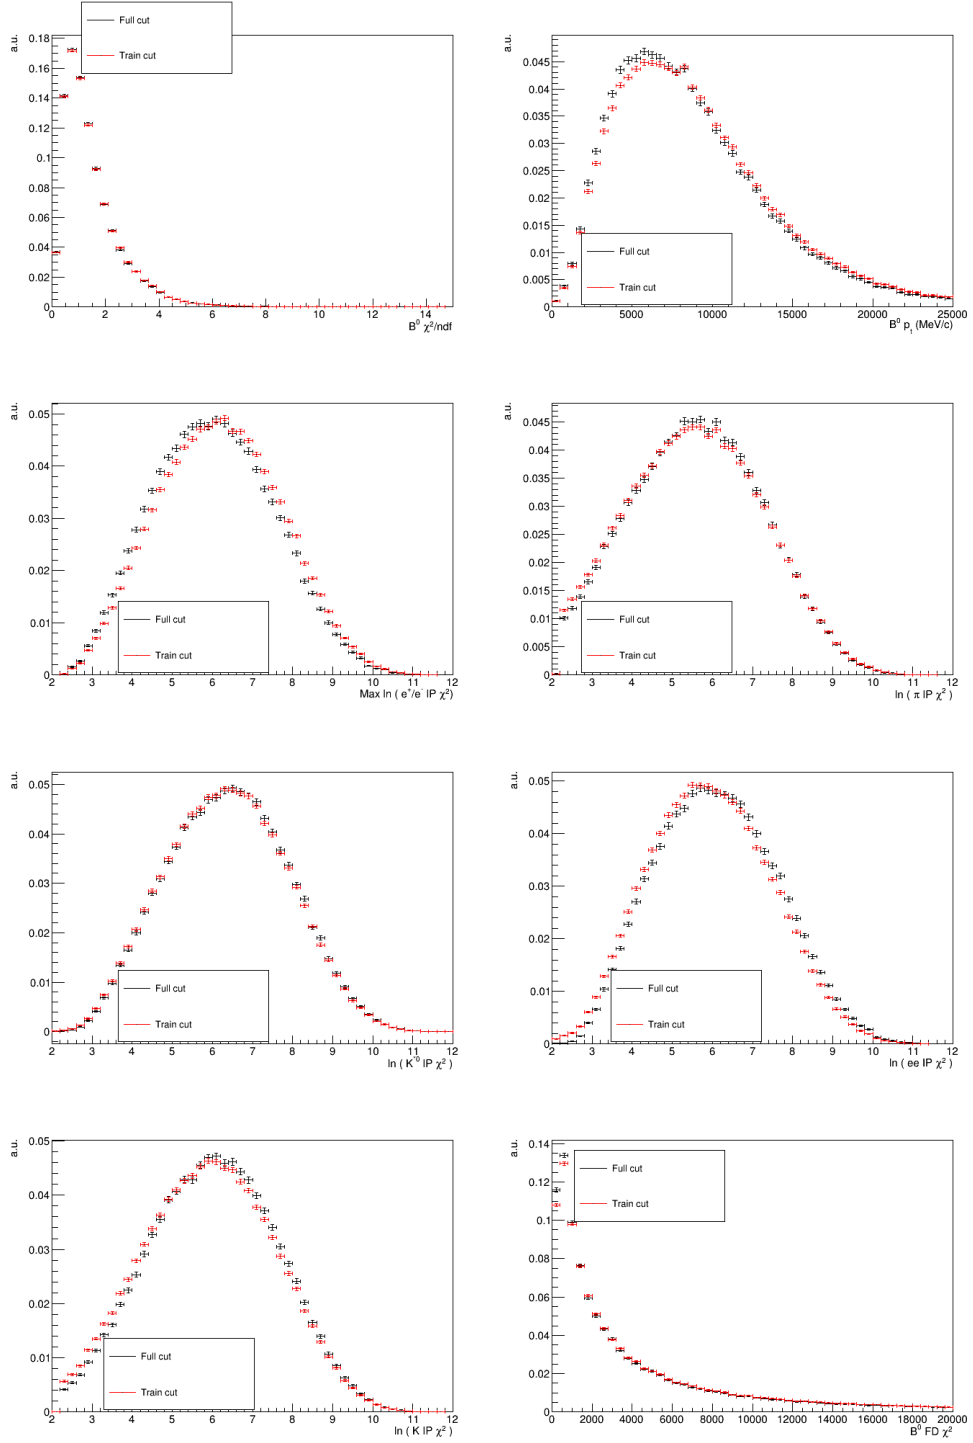 a.u.
0.18
0.16
0.14
0.12
0.1
0.08
0.06
0.04
0.02
0
Full cut
Train cut
0 2 4 6 8 10 12 14
B⁰ χ²/ndf
a.u.
0.045
0.04
0.035
0.03
0.025
0.02
0.015
0.01
0.005
0
Full cut
Train cut
0 5000 10000 15000 20000 25000
B⁰ pₜ (MeV/c)
a.u.
0.05
0.04
0.03
0.02
0.01
0
Full cut
Train cut
2 3 4 5 6 7 8 9 10 11 12
Max ln ( e⁺/e⁻ IP χ²)
a.u.
0.045
0.04
0.035
0.03
0.025
0.02
0.015
0.01
0.005
0
Full cut
Train cut
2 3 4 5 6 7 8 9 10 11 12
ln ( π IP χ² )
a.u.
0.05
0.04
0.03
0.02
0.01
0
Full cut
Train cut
2 3 4 5 6 7 8 9 10 11 12
ln ( K*⁰ IP χ² )
a.u.
0.05
0.04
0.03
0.02
0.01
0
Full cut
Train cut
2 3 4 5 6 7 8 9 10 11 12
ln ( ee IP χ² )
a.u.
0.05
0.04
0.03
0.02
0.01
0
Full cut
Train cut
2 3 4 5 6 7 8 9 10 11 12
ln ( K IP χ² )
a.u.
0.14
0.12
0.1
0.08
0.06
0.04
0.02
0
Full cut
Train cut
0 2000 4000 6000 8000 10000 12000 14000 16000 18000 20000
B⁰ FD χ²